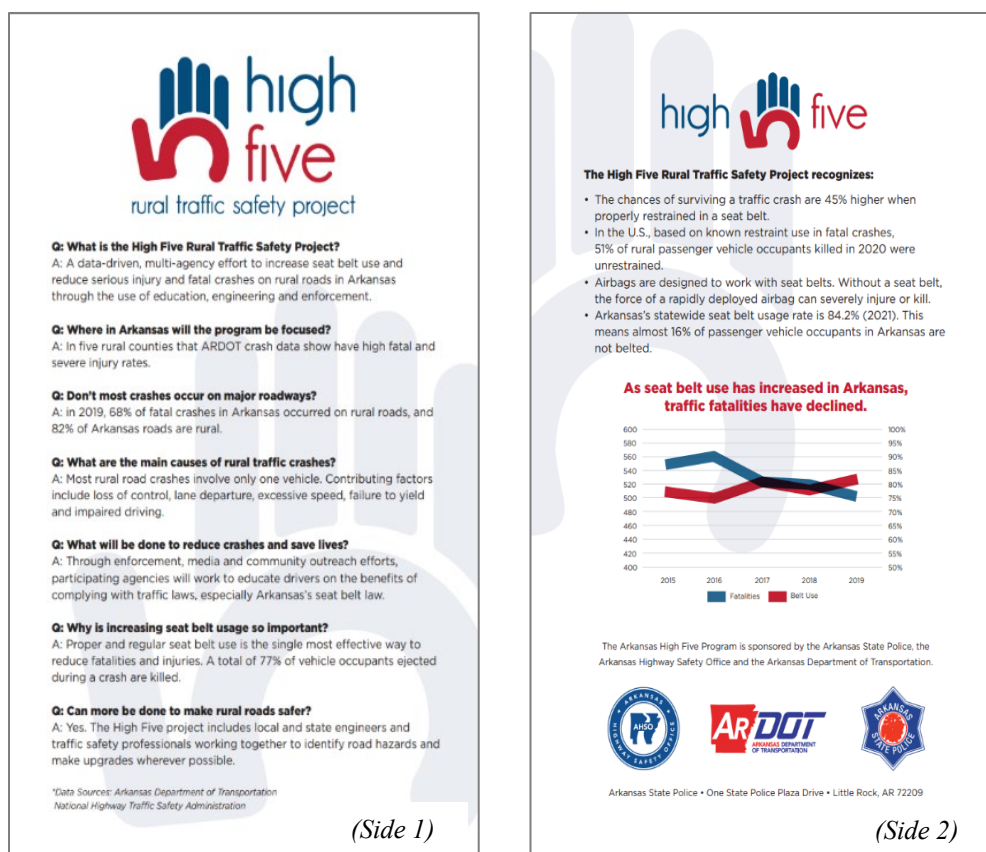 high
five
rural traffic safety project
Q: What is the High Five Rural Traffic Safety Project?
A: A data-driven, multi-agency effort to increase seat belt use and
reduce serious injury and fatal crashes on rural roads in Arkansas
through the use of education, engineering and enforcement.
Q: Where in Arkansas will the program be focused?
A: In five rural counties that ARDOT crash data show have high fatal and
severe injury rates.
Q: Don't most crashes occur on major roadways?
A: in 2019, 68% of fatal crashes in Arkansas occurred on rural roads, and
82% of Arkansas roads are rural.
Q: What are the main causes of rural traffic crashes?
A: Most rural road crashes involve only one vehicle. Contributing factors
include loss of control, lane departure, excessive speed, failure to yield
and impaired driving.
Q: What will be done to reduce crashes and save lives?
A: Through enforcement, media and community outreach efforts,
participating agencies will work to educate drivers on the benefits of
complying with traffic laws, especially Arkansas's seat belt law.
Q: Why is increasing seat belt usage so important?
A: Proper and regular seat belt use is the single most effective way to
reduce fatalities and injuries. A total of 77% of vehicle occupants ejected
during a crash are killed.
Q: Can more be done to make rural roads safer?
A: Yes. The High Five project includes local and state engineers and
traffic safety professionals working together to identify road hazards and
make upgrades wherever possible.
*Data Sources: Arkansas Department of Transportation
National Highway Traffic Safety Administration
(Side 1)
high five
The High Five Rural Traffic Safety Project recognizes:
• The chances of surviving a traffic crash are 45% higher when
properly restrained in a seat belt.
• In the U.S., based on known restraint use in fatal crashes,
51% of rural passenger vehicle occupants killed in 2020 were
unrestrained.
• Airbags are designed to work with seat belts. Without a seat belt,
the force of a rapidly deployed airbag can severely injure or kill.
• Arkansas's statewide seat belt usage rate is 84.2% (2021). This
means almost 16% of passenger vehicle occupants in Arkansas are
not belted.
As seat belt use has increased in Arkansas,
traffic fatalities have declined.
600 100%
580 95%
560 90%
540 85%
520 80%
500 75%
480 70%
460 65%
440 60%
420 55%
400 50%
2015 2016 2017 2018 2019
Fatalities Belt Use
The Arkansas High Five Program is sponsored by the Arkansas State Police, the
Arkansas Highway Safety Office and the Arkansas Department of Transportation.
ARKANSAS
AHSO
HIGHWAY SAFETY OFFICE
ARDOT
ARKANSAS DEPARTMENT
OF TRANSPORTATION
ARKANSAS
STATE POLICE
Arkansas State Police • One State Police Plaza Drive • Little Rock, AR 72209
(Side 2)